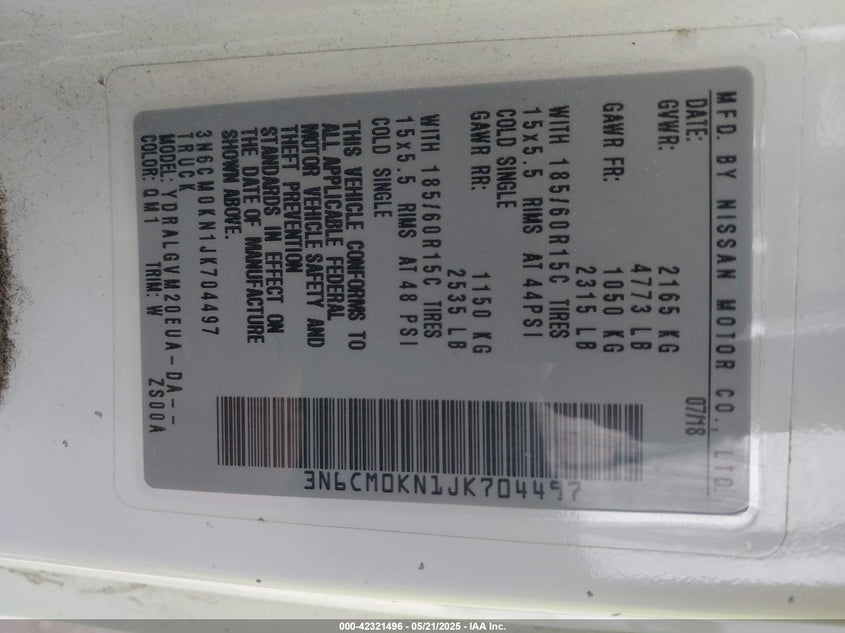 MFD. BY NISSAN MOTOR CO., LTD.
DATE: 07/18
GVWR: 2165 KG
4773 LB
GAWR FR: 1050 KG
2315 LB
WITH 185/60R15C TIRES
15x5.5 RIMS AT 44PSI
COLD SINGLE
GAWR RR: 1150 KG
2535 LB
WITH 185/60R15C TIRES
15x5.5 RIMS AT 48 PSI
COLD SINGLE
THIS VEHICLE CONFORMS TO
ALL APPLICABLE FEDERAL
MOTOR VEHICLE SAFETY AND
THEFT PREVENTION
STANDARDS IN EFFECT ON
THE DATE OF MANUFACTURE
SHOWN ABOVE.
3N6CM0KN1JK704497
TRUCK
MODEL: YDRALGVM20EUA-DA--
COLOR: QM1 TRIM: W ZS00A
3N6CM0KN1JK704497
000-42321496 - 05/21/2025 - IAA Inc.